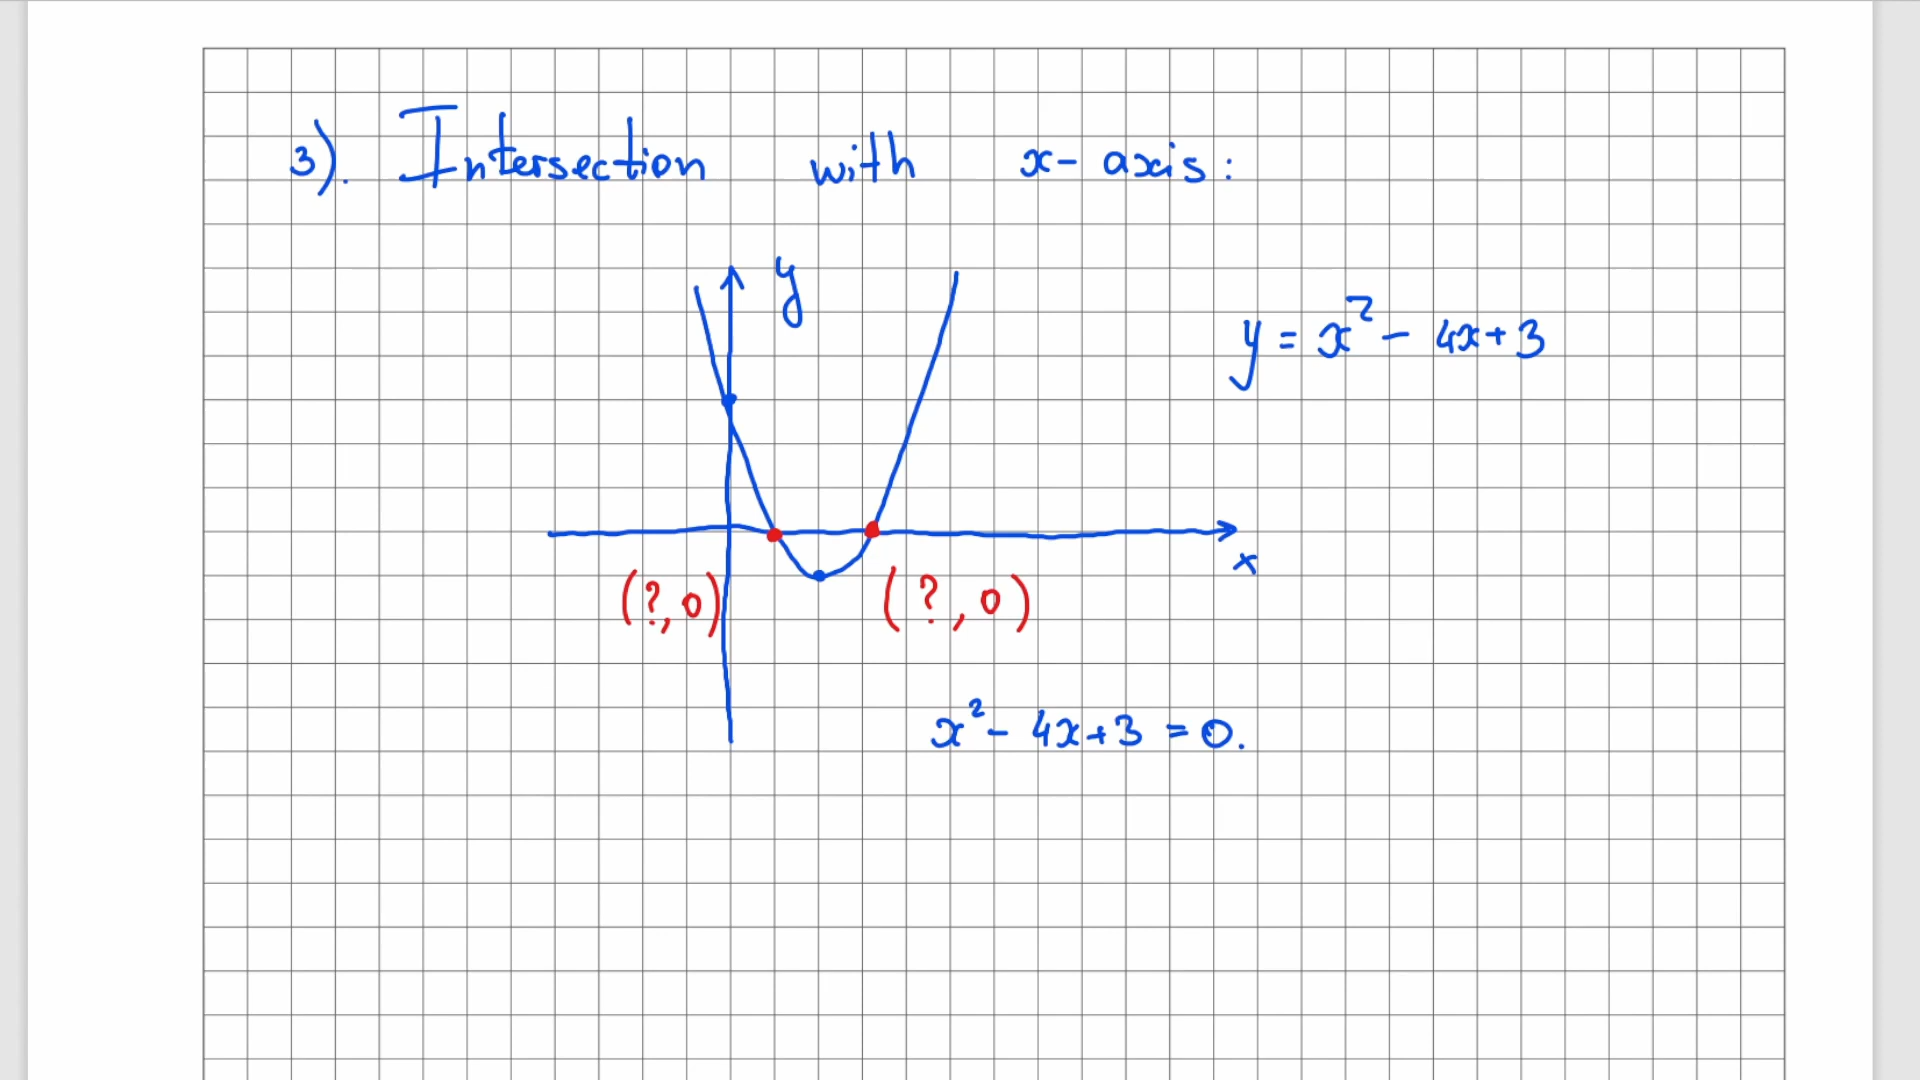 3). Intersection with x-axis:
y
y = x² - 4x+3
x
(?,0) (?,0)
x² - 4x+3 = 0.